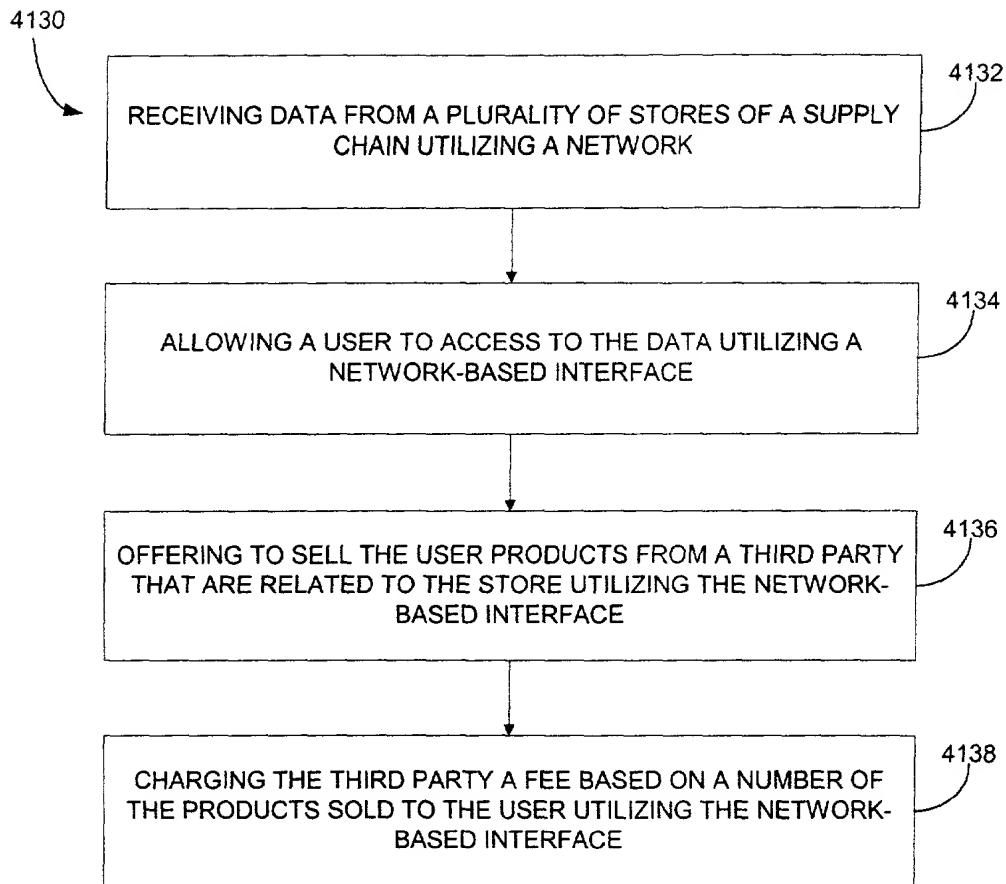 4130
4132
RECEIVING DATA FROM A PLURALITY OF STORES OF A SUPPLY
CHAIN UTILIZING A NETWORK
4134
ALLOWING A USER TO ACCESS TO THE DATA UTILIZING A
NETWORK-BASED INTERFACE
4136
OFFERING TO SELL THE USER PRODUCTS FROM A THIRD PARTY
THAT ARE RELATED TO THE STORE UTILIZING THE NETWORK-
BASED INTERFACE
4138
CHARGING THE THIRD PARTY A FEE BASED ON A NUMBER OF
THE PRODUCTS SOLD TO THE USER UTILIZING THE NETWORK-
BASED INTERFACE